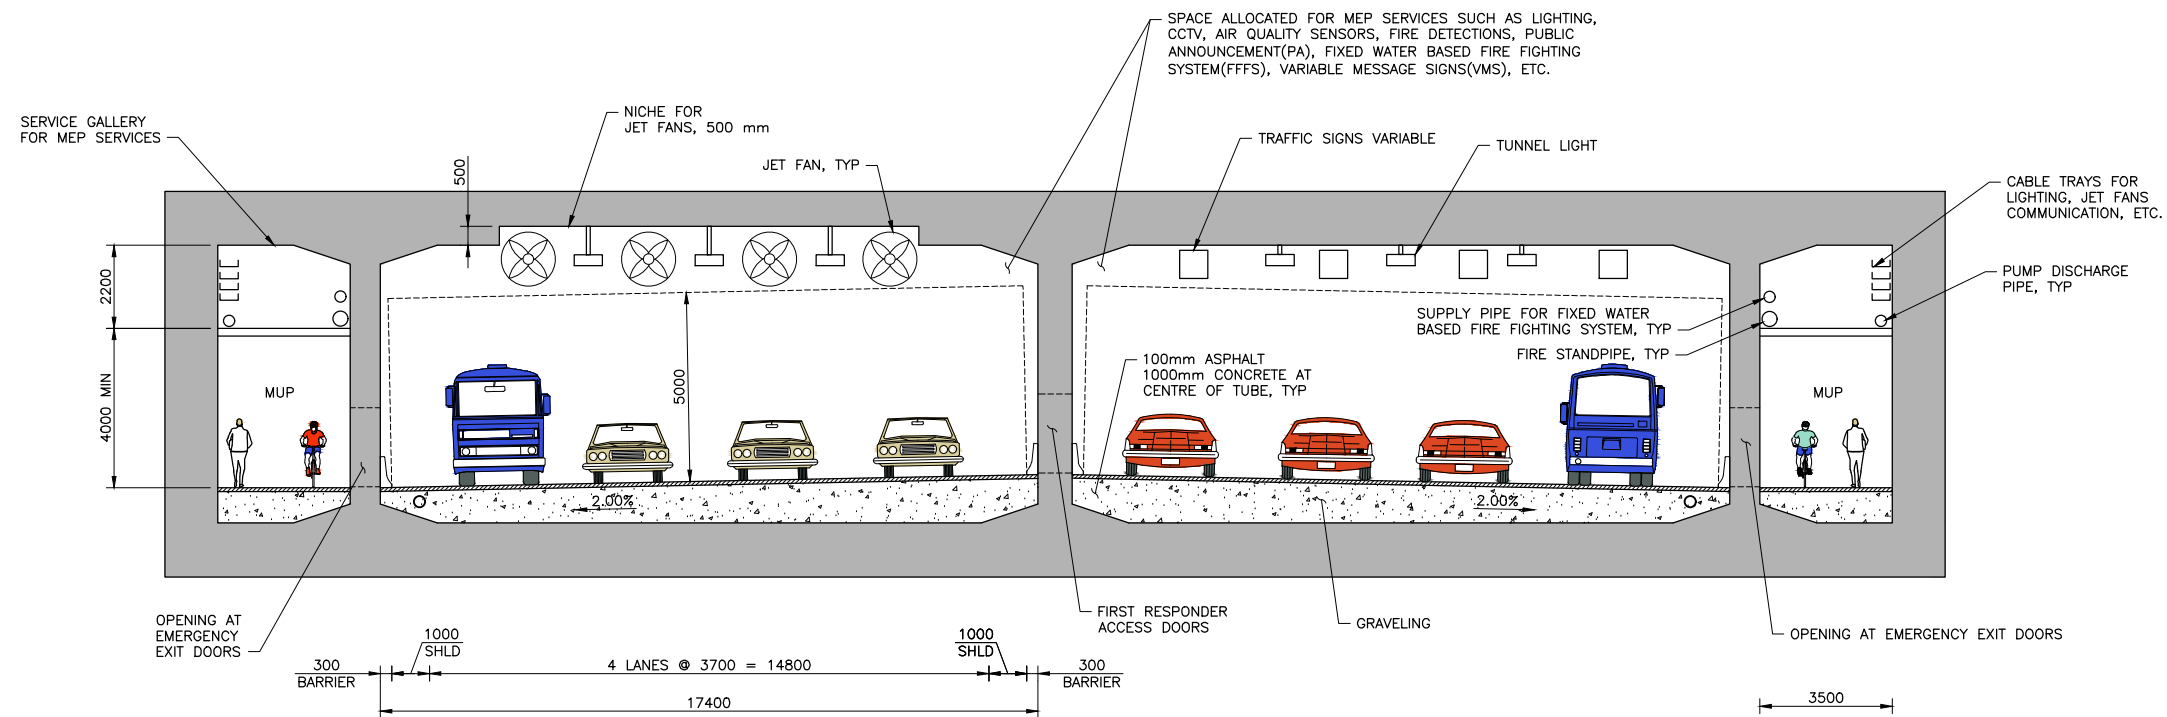 SPACE ALLOCATED FOR MEP SERVICES SUCH AS LIGHTING,
CCTV, AIR QUALITY SENSORS, FIRE DETECTIONS, PUBLIC
ANNOUNCEMENT(PA), FIXED WATER BASED FIRE FIGHTING
SYSTEM(FFFS), VARIABLE MESSAGE SIGNS(VMS), ETC.
SERVICE GALLERY
FOR MEP SERVICES
NICHE FOR
JET FANS, 500 mm
500
JET FAN, TYP
TRAFFIC SIGNS VARIABLE
TUNNEL LIGHT
CABLE TRAYS FOR
LIGHTING, JET FANS
COMMUNICATION, ETC.
PUMP DISCHARGE
PIPE, TYP
2200
SUPPLY PIPE FOR FIXED WATER
BASED FIRE FIGHTING SYSTEM, TYP
FIRE STANDPIPE, TYP
100mm ASPHALT
1000mm CONCRETE AT
CENTRE OF TUBE, TYP
4000 MIN
MUP
5000
MUP
2.00%
2.00%
OPENING AT
EMERGENCY
EXIT DOORS
FIRST RESPONDER
ACCESS DOORS
GRAVELING
OPENING AT EMERGENCY EXIT DOORS
1000
SHLD
1000
SHLD
300
BARRIER
4 LANES @ 3700 = 14800
300
BARRIER
17400
3500